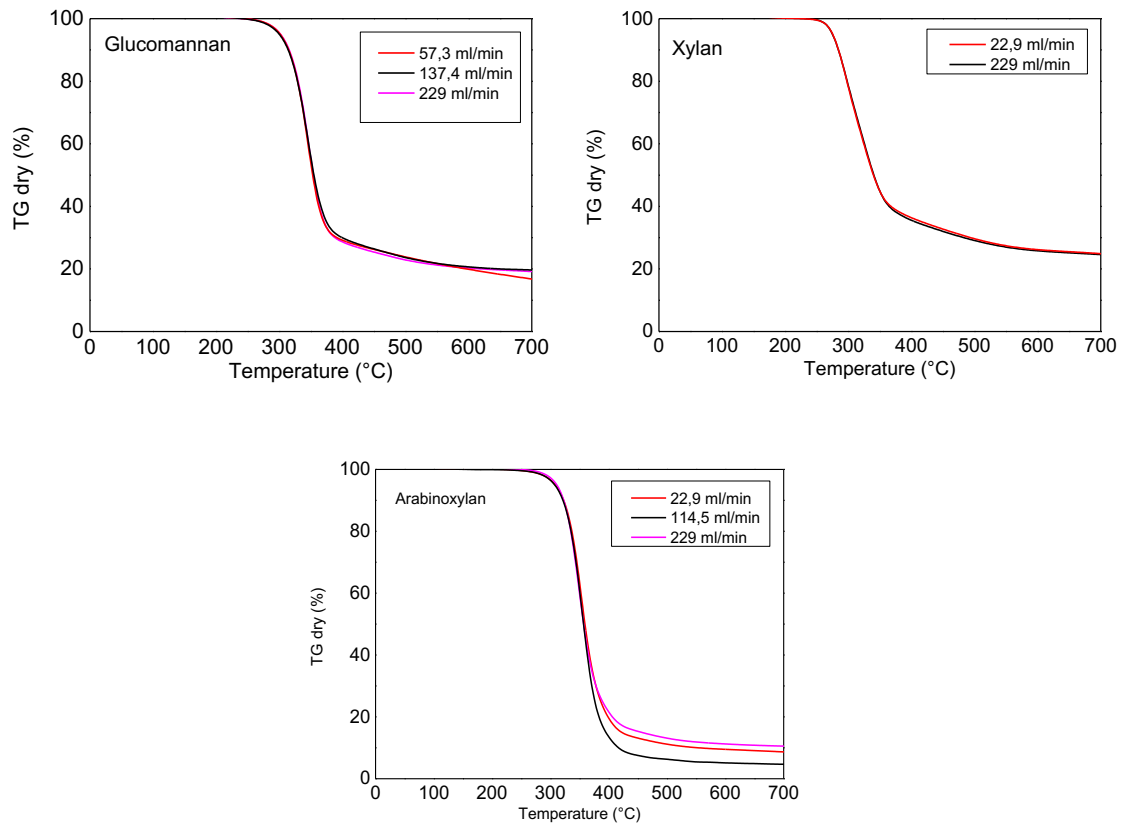 Glucomannan
57,3 ml/min
137,4 ml/min
229 ml/min
TG dry (%)
100
80
60
40
20
0
0 100 200 300 400 500 600 700
Temperature (°C)
Xylan
22,9 ml/min
229 ml/min
TG dry (%)
100
80
60
40
20
0
0 100 200 300 400 500 600 700
Temperature (°C)
Arabinoxylan
22,9 ml/min
114,5 ml/min
229 ml/min
TG dry (%)
100
80
60
40
20
0
0 100 200 300 400 500 600 700
Temperature (°C)